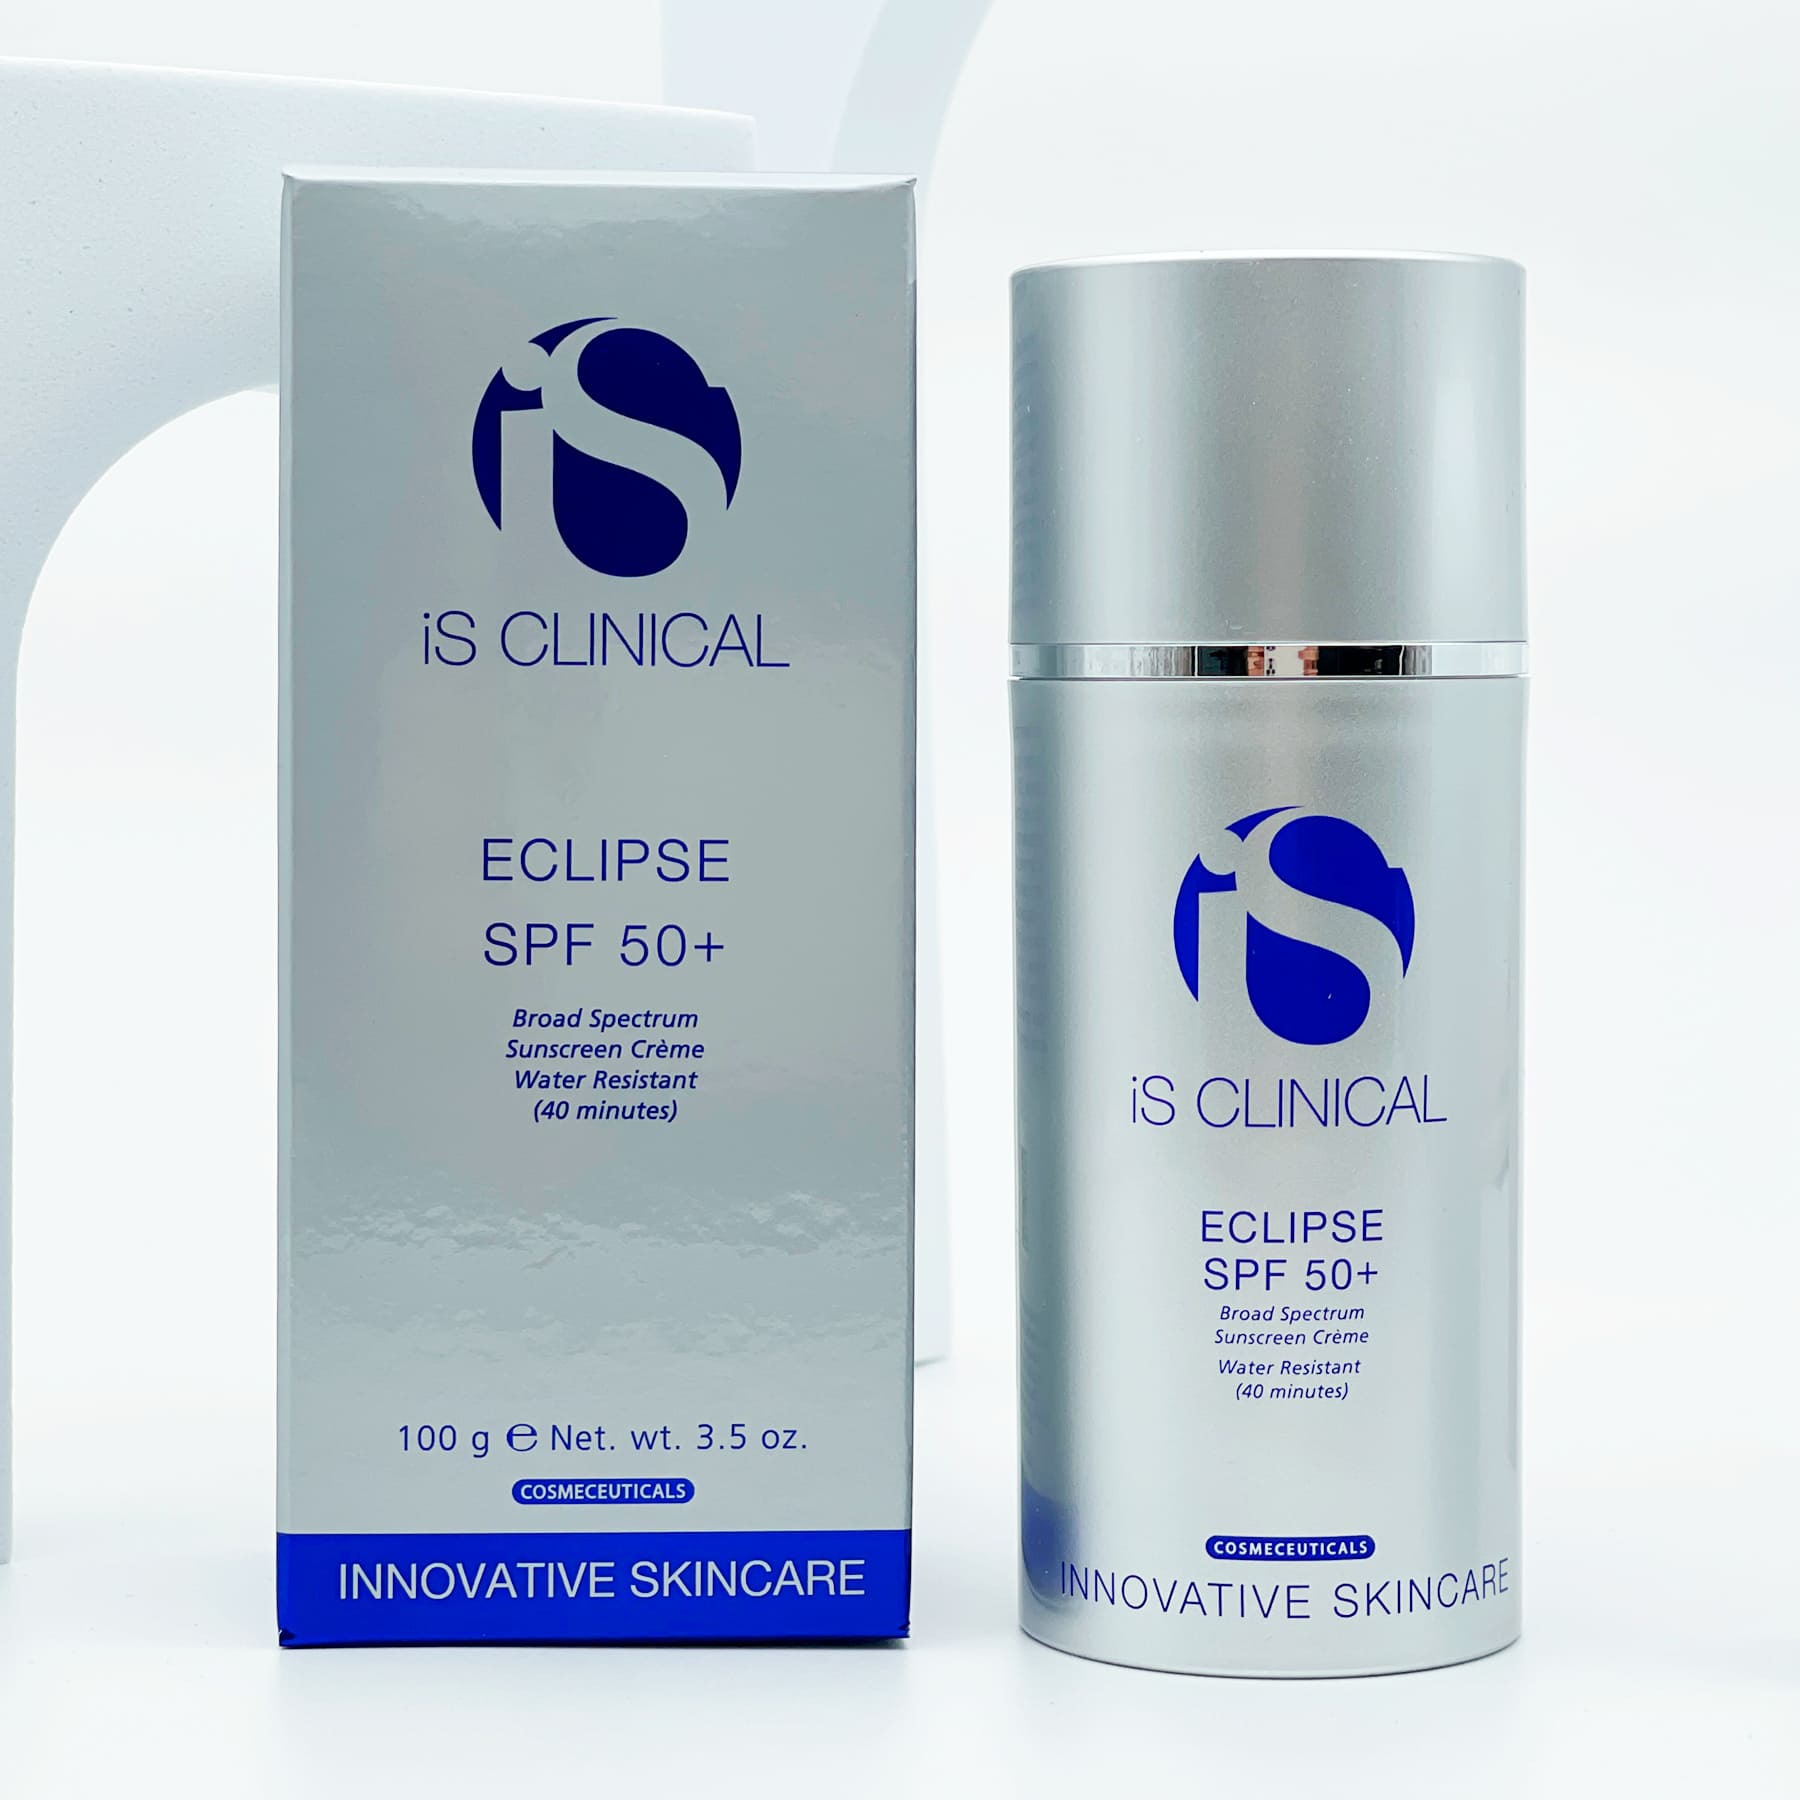 iS
iS CLINICAL
ECLIPSE
SPF 50+
Broad Spectrum
Sunscreen Crème
Water Resistant
(40 minutes)
100 g ℮ Net. wt. 3.5 oz.
COSMECEUTICALS
INNOVATIVE SKINCARE
iS
iS CLINICAL
ECLIPSE
SPF 50+
Broad Spectrum
Sunscreen Crème
Water Resistant
(40 minutes)
COSMECEUTICALS
INNOVATIVE SKINCARE